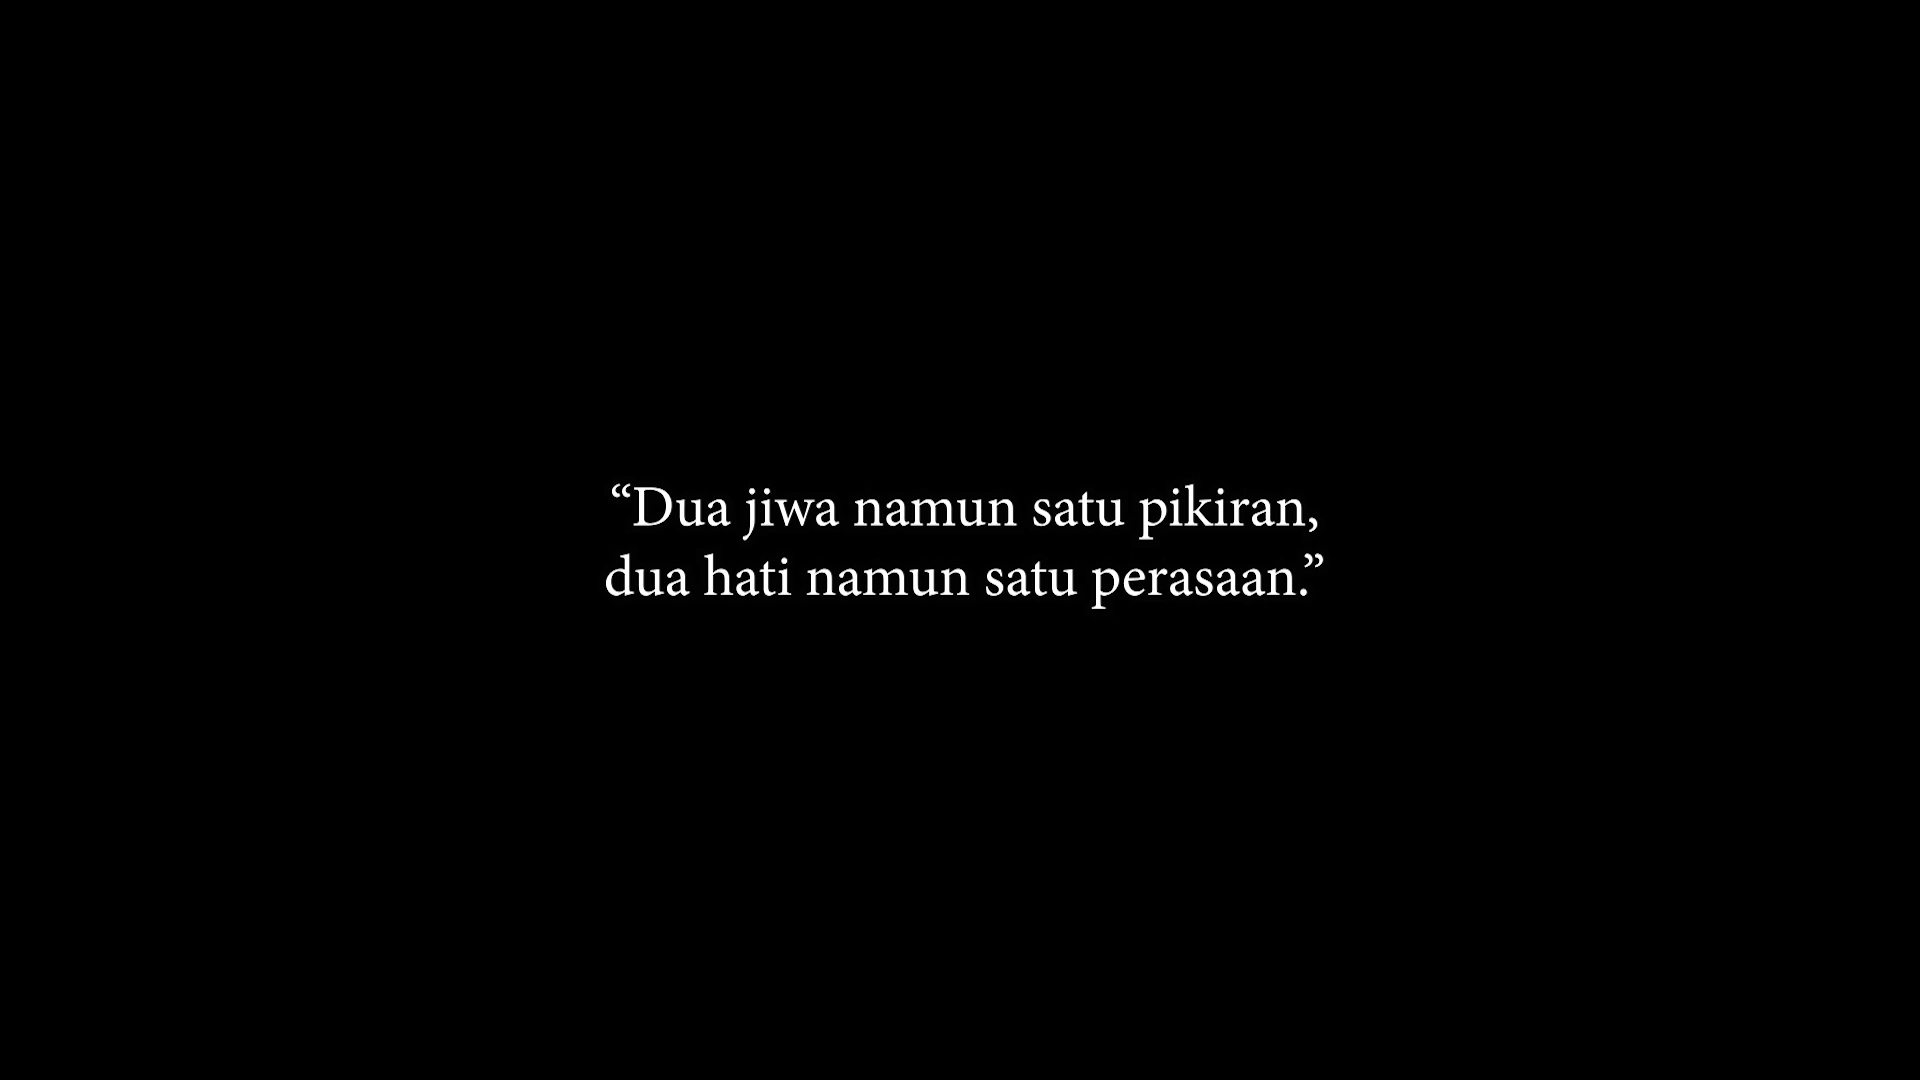 “Dua jiwa namun satu pikiran,
dua hati namun satu perasaan.”